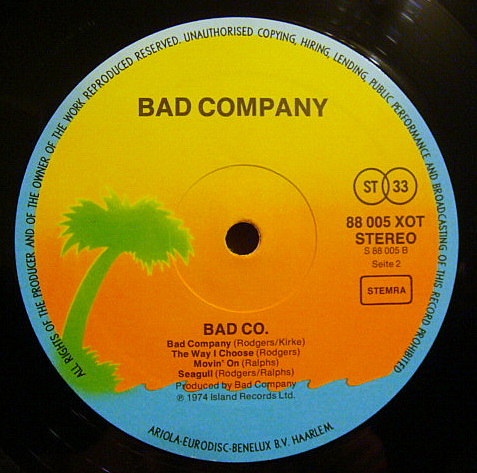 ALL RIGHTS OF THE PRODUCER AND OF THE OWNER OF THE WORK REPRODUCED RESERVED. UNAUTHORISED COPYING, HIRING, LENDING, PUBLIC PERFORMANCE AND BROADCASTING OF THIS RECORD PROHIBITED
BAD COMPANY
ST 33
88 005 XOT
STEREO
S 88 005 B
Seite 2
STEMRA
BAD CO.
Bad Company (Rodgers/Kirke)
The Way I Choose (Rodgers)
Movin' On (Ralphs)
Seagull (Rodgers/Ralphs)
Produced by Bad Company
℗ 1974 Island Records Ltd.
ARIOLA-EURODISC-BENELUX B.V. HAARLEM